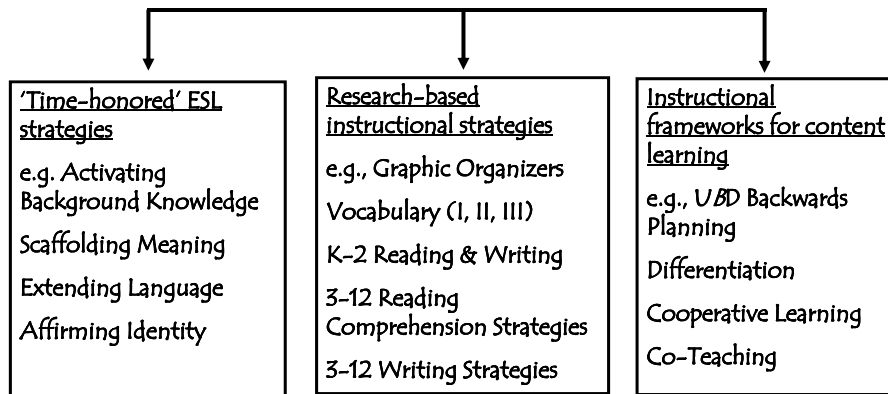 'Time-honored' ESL
strategies
e.g. Activating
Background Knowledge
Scaffolding Meaning
Extending Language
Affirming Identity
Research-based
instructional strategies
e.g., Graphic Organizers
Vocabulary (I, II, III)
K-2 Reading & Writing
3-12 Reading
Comprehension Strategies
3-12 Writing Strategies
Instructional
frameworks for content
learning
e.g., UBD Backwards
Planning
Differentiation
Cooperative Learning
Co-Teaching